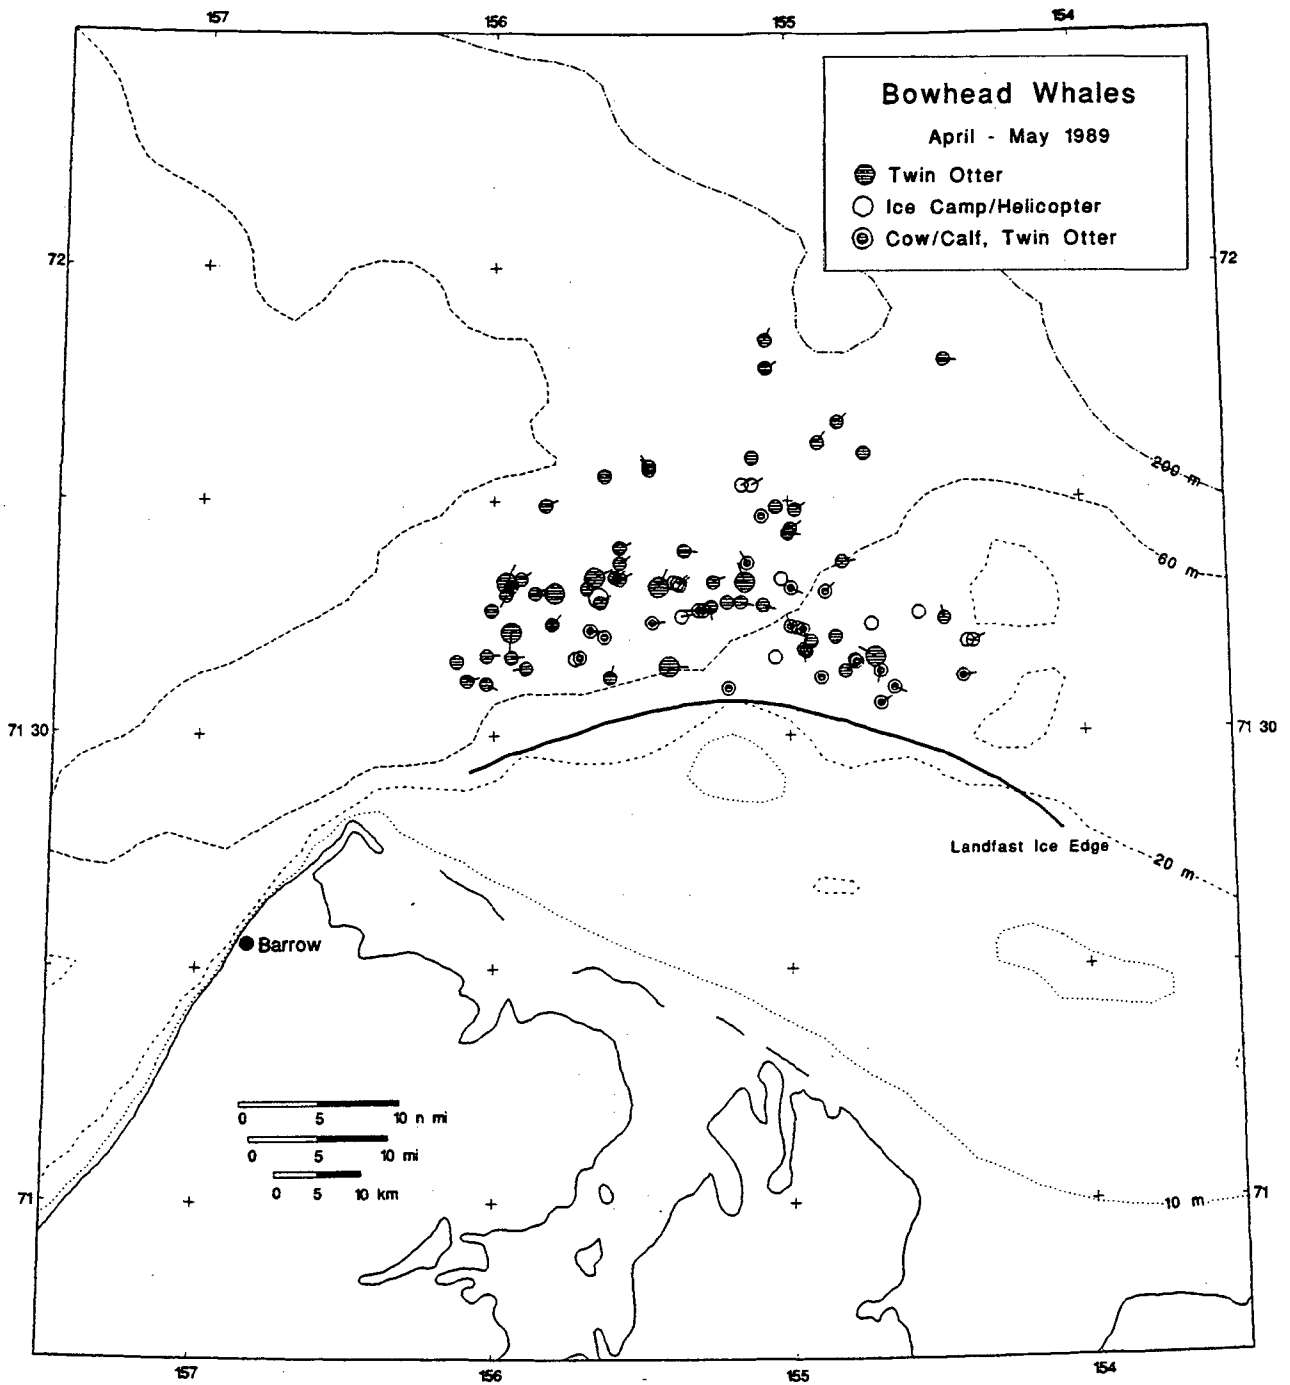 157 156 155 154
Bowhead Whales
April - May 1989
Twin Otter
Ice Camp/Helicopter
Cow/Calf, Twin Otter
72 72
200 m
60 m
71 30 71 30
Landfast Ice Edge
20 m
Barrow
0 5 10 n mi
0 5 10 mi
0 5 10 km
71 71
10 m
157 156 155 154